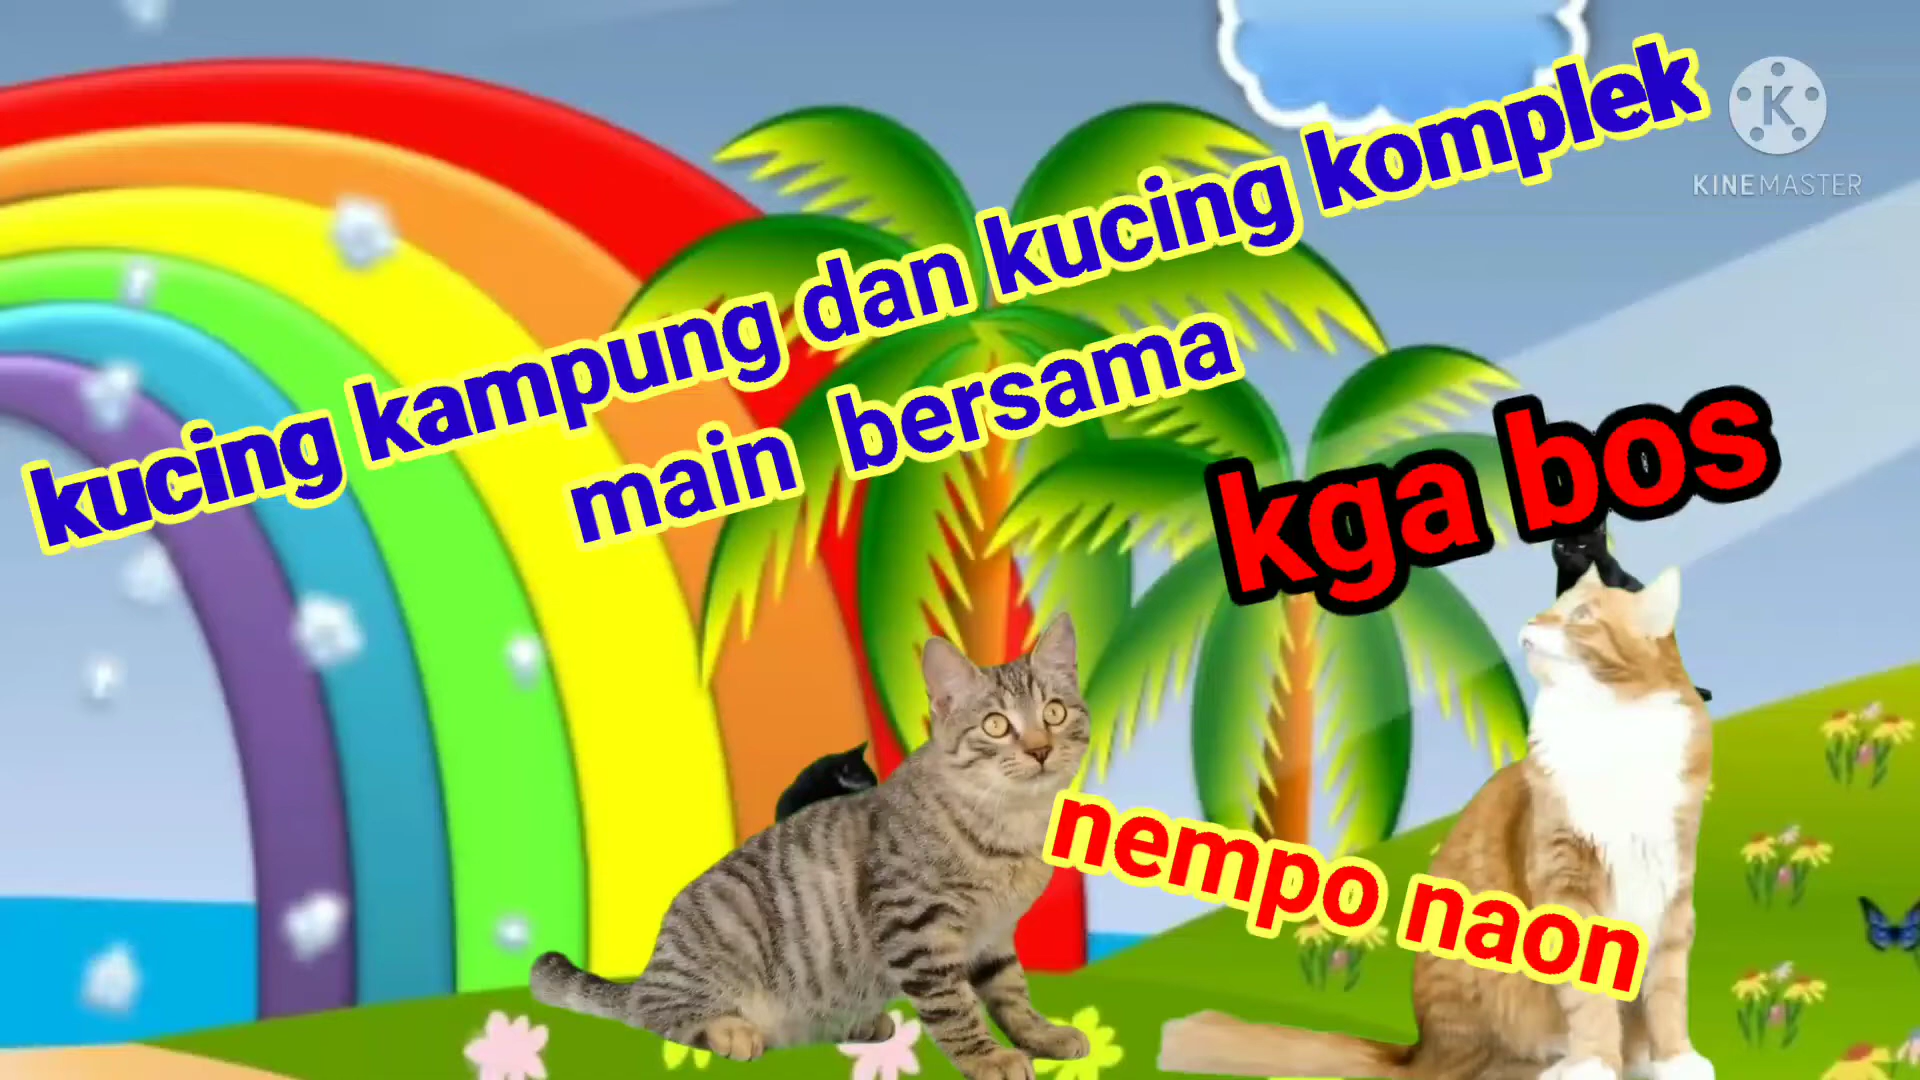 kucing kampung dan kucing komplek
main bersama
kga bos
nempo naon
KINEMASTER